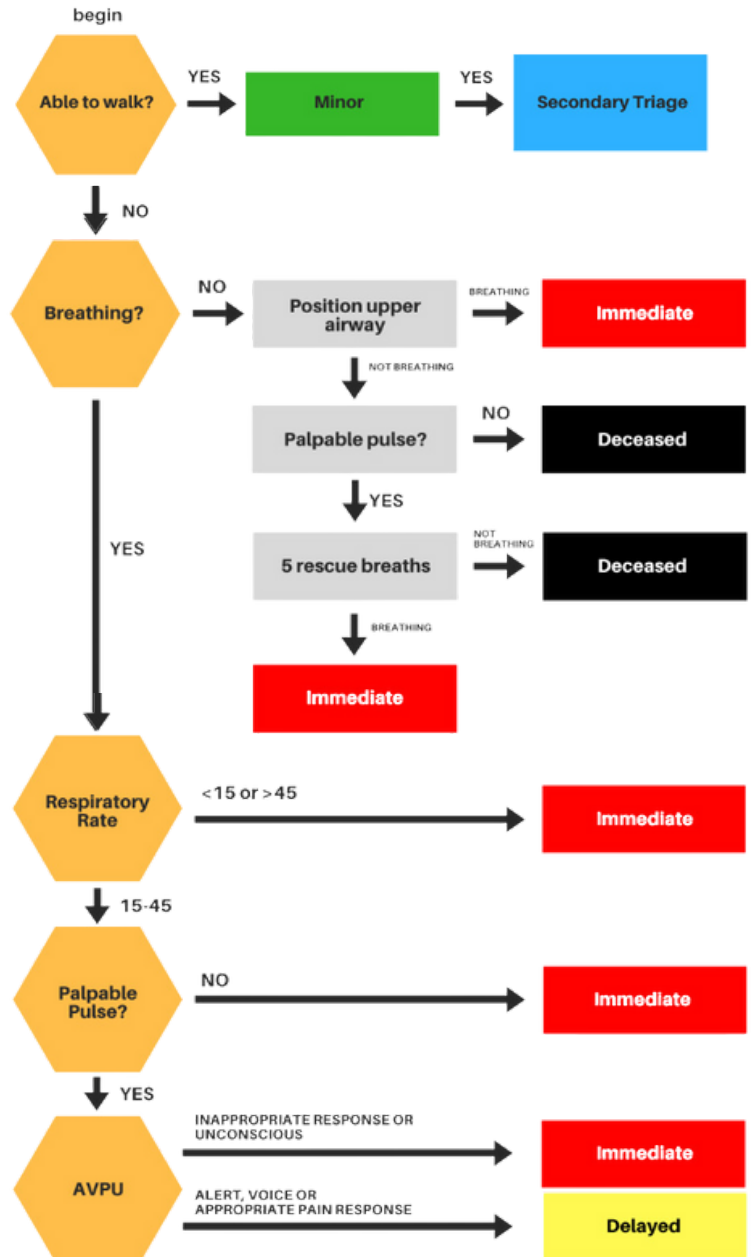 begin
Able to walk?
YES
Minor
YES
Secondary Triage
NO
Breathing?
NO
Position upper
airway
BREATHING
Immediate
NOT BREATHING
Palpable pulse?
NO
Deceased
YES
5 rescue breaths
NOT
BREATHING
Deceased
BREATHING
Immediate
YES
Respiratory
Rate
<15 or >45
Immediate
15-45
Palpable
Pulse?
NO
Immediate
YES
AVPU
INAPPROPRIATE RESPONSE OR
UNCONSCIOUS
Immediate
ALERT, VOICE OR
APPROPRIATE PAIN RESPONSE
Delayed